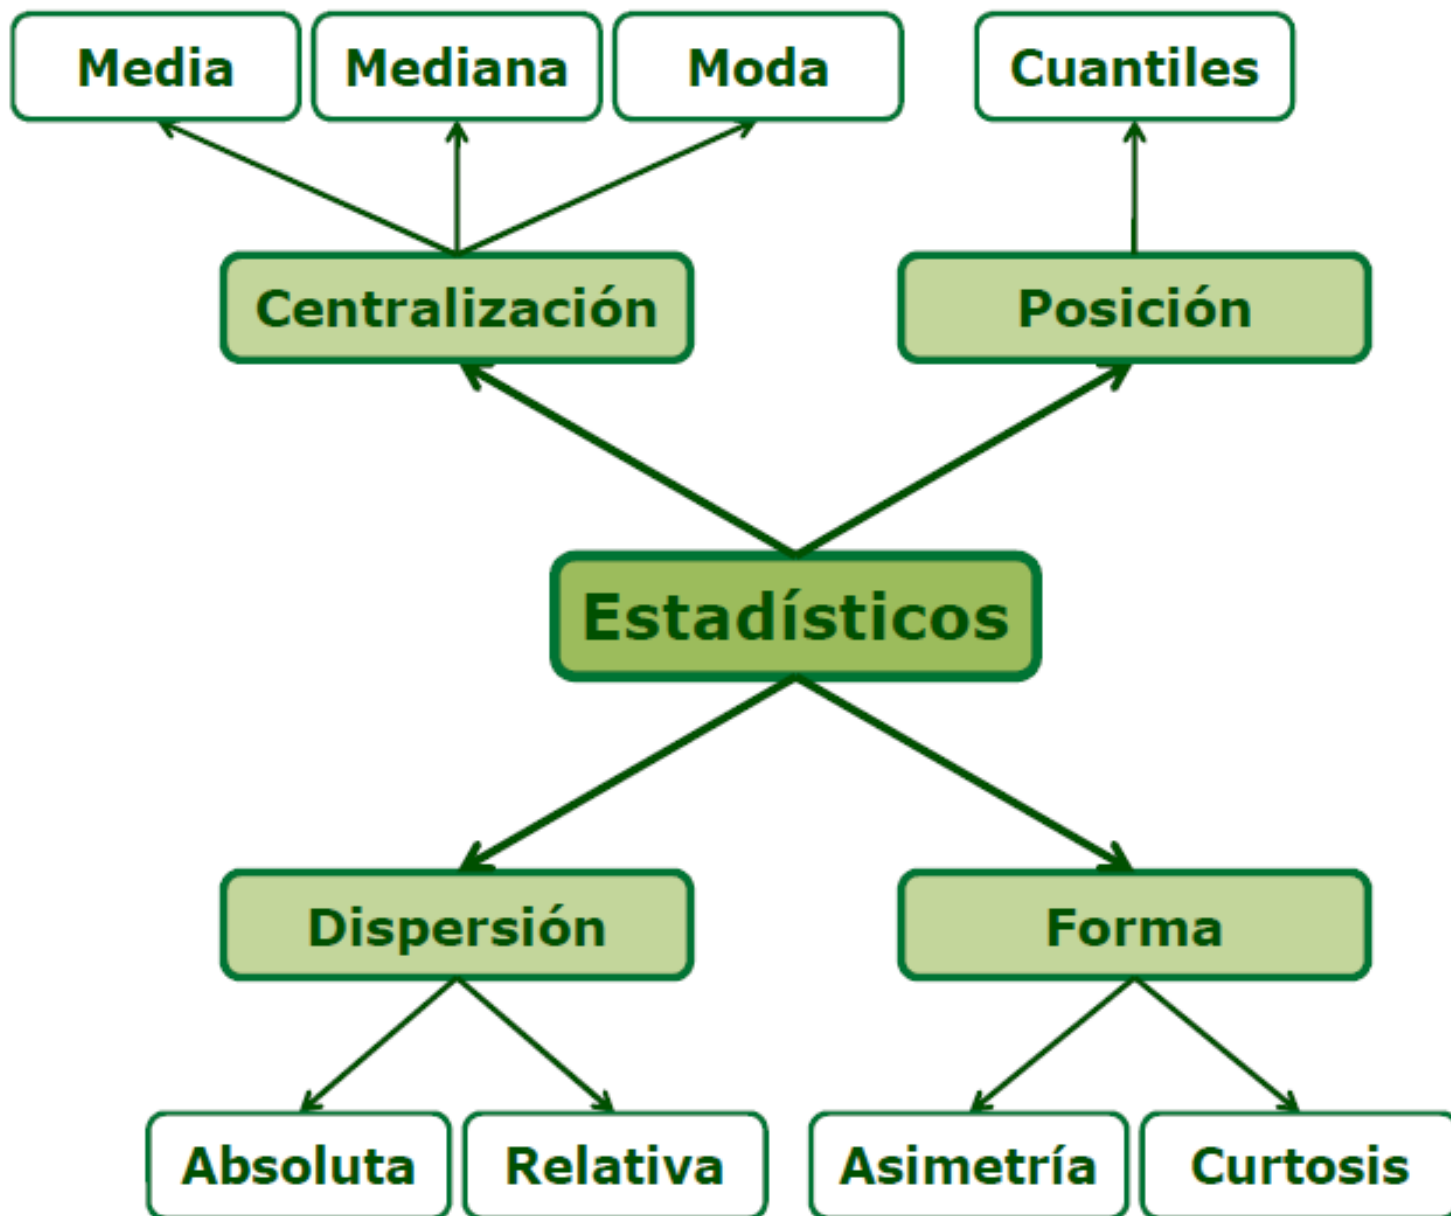 Media
Mediana
Moda
Cuantiles
Centralización
Posición
Estadísticos
Dispersión
Forma
Absoluta
Relativa
Asimetría
Curtosis